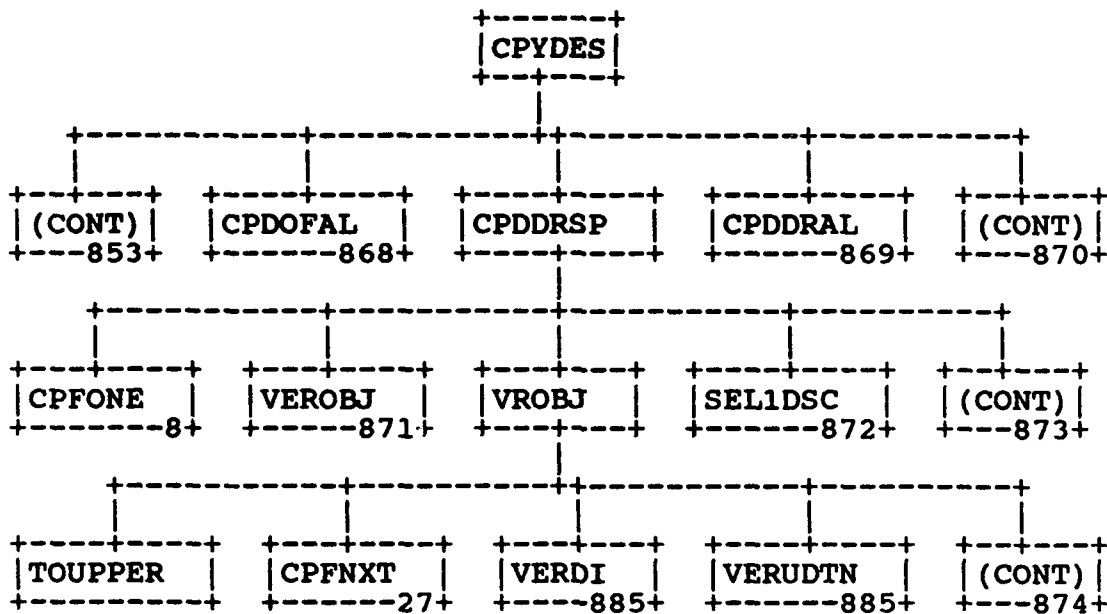 CPYDES
(CONT) CPDOFAL CPDDRSP CPDDRAL (CONT)
853 868 869 870
CPFONE VEROBJ VROBJ SEL1DSC (CONT)
8 871 872 873
TOUPPER CPFNXT VERDI VERUDTN (CONT)
27 885 885 874